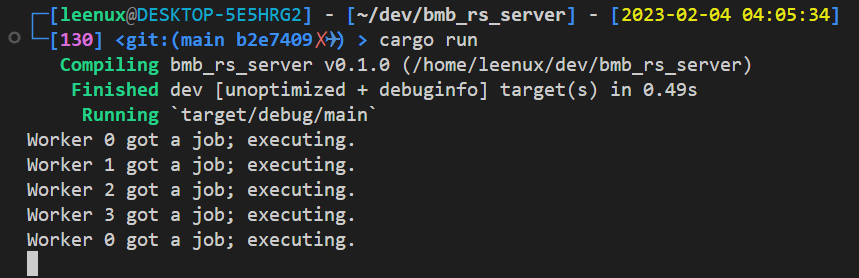 [leenux@DESKTOP-5E5HRG2] - [~/dev/bmb_rs_server] - [2023-02-04 04:05:34]
[130] <git:(main b2e7409✗✈) > cargo run
Compiling bmb_rs_server v0.1.0 (/home/leenux/dev/bmb_rs_server)
Finished dev [unoptimized + debuginfo] target(s) in 0.49s
Running `target/debug/main`
Worker 0 got a job; executing.
Worker 1 got a job; executing.
Worker 2 got a job; executing.
Worker 3 got a job; executing.
Worker 0 got a job; executing.